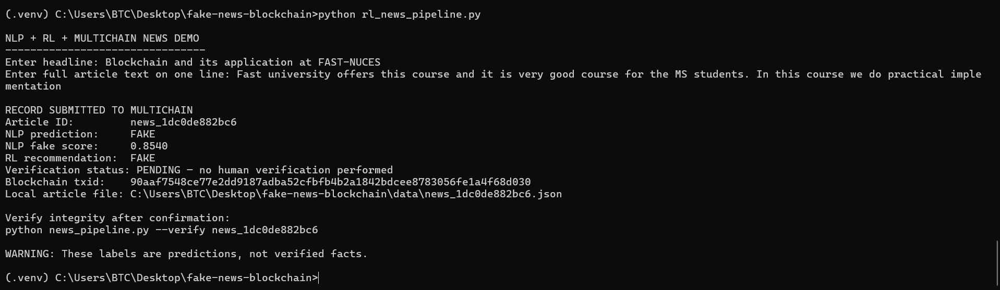 (.venv) C:\Users\BTC\Desktop\fake-news-blockchain>python rl_news_pipeline.py
NLP + RL + MULTICHAIN NEWS DEMO
--------------------------------
Enter headline: Blockchain and its application at FAST-NUCES
Enter full article text on one line: Fast university offers this course and it is very good course for the MS students. In this course we do practical imple
mentation
RECORD SUBMITTED TO MULTICHAIN
Article ID:         news_1dc0de882bc6
NLP prediction:     FAKE
NLP fake score:     0.8540
RL recommendation:  FAKE
Verification status: PENDING — no human verification performed
Blockchain txid:    90aaf7548ce77e2dd9187adba52cfbfb4b2a1842bdcee8783056fe1a4f68d030
Local article file: C:\Users\BTC\Desktop\fake-news-blockchain\data\news_1dc0de882bc6.json
Verify integrity after confirmation:
python news_pipeline.py --verify news_1dc0de882bc6
WARNING: These labels are predictions, not verified facts.
(.venv) C:\Users\BTC\Desktop\fake-news-blockchain>